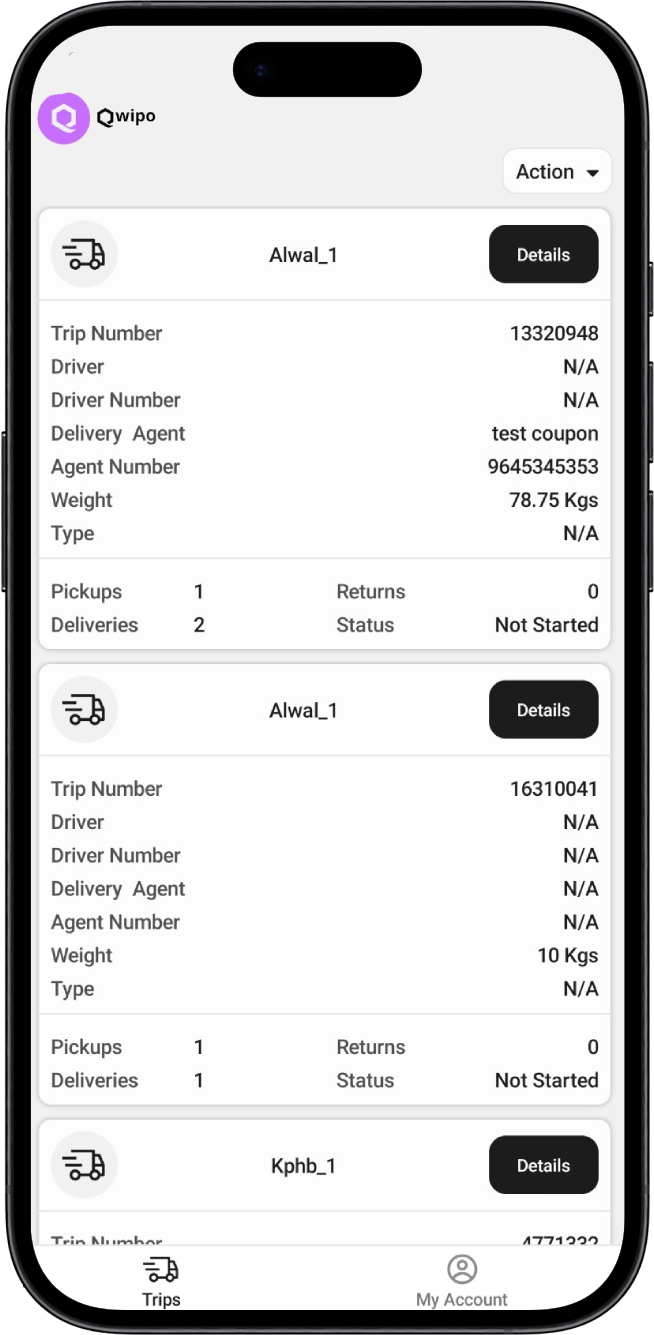 Qwipo
Action
Alwal_1 Details
Trip Number 13320948
Driver N/A
Driver Number N/A
Delivery Agent test coupon
Agent Number 9645345353
Weight 78.75 Kgs
Type N/A
Pickups 1 Returns 0
Deliveries 2 Status Not Started
Alwal_1 Details
Trip Number 16310041
Driver N/A
Driver Number N/A
Delivery Agent N/A
Agent Number N/A
Weight 10 Kgs
Type N/A
Pickups 1 Returns 0
Deliveries 1 Status Not Started
Kphb_1 Details
Trip Number 4771332
Trips My Account